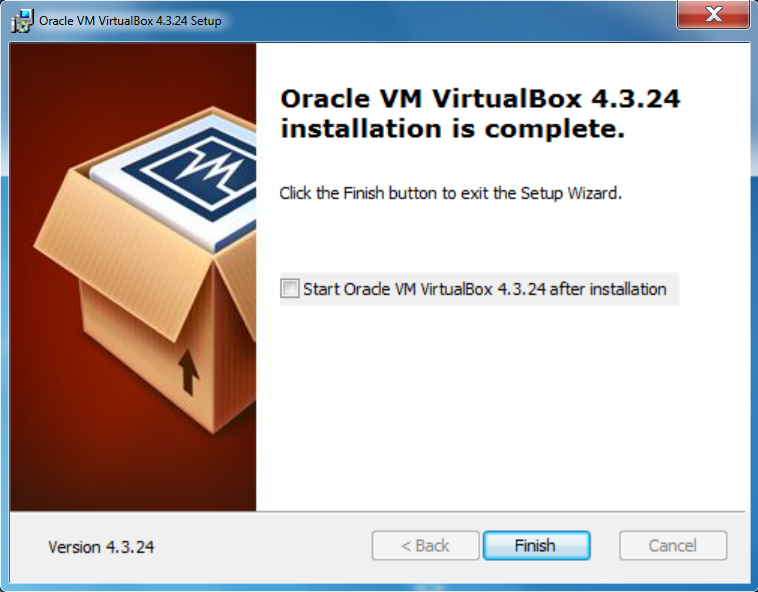 Oracle VM VirtualBox 4.3.24 Setup
Oracle VM VirtualBox 4.3.24
installation is complete.
Click the Finish button to exit the Setup Wizard.
Start Oracle VM VirtualBox 4.3.24 after installation
Version 4.3.24
< Back
Finish
Cancel